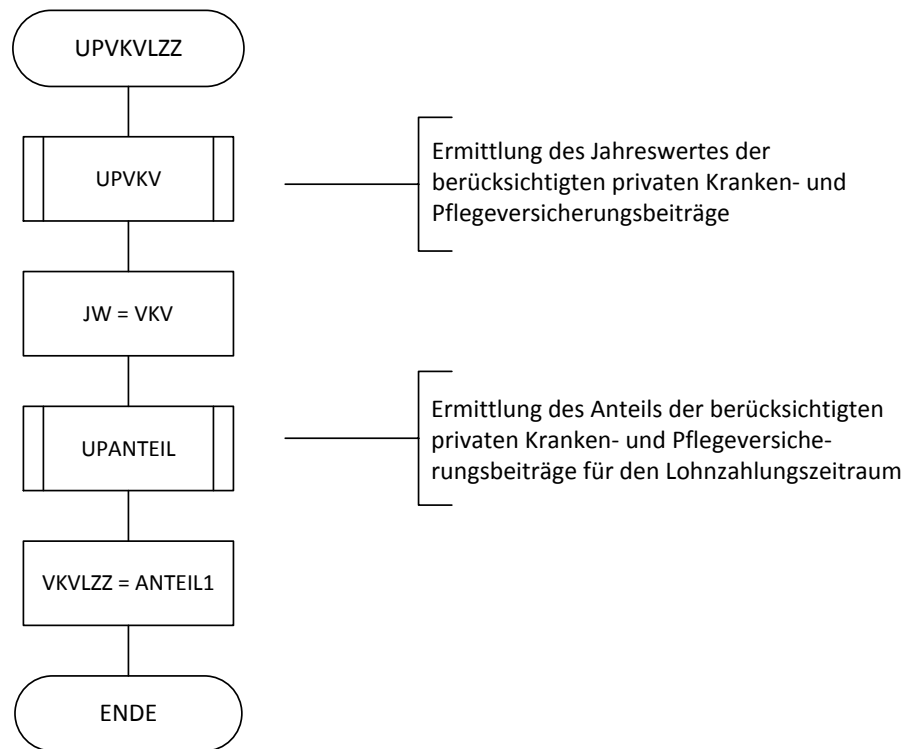 UPVKVLZZ
UPVKV
Ermittlung des Jahreswertes der
berücksichtigten privaten Kranken- und
Pflegeversicherungsbeiträge
JW = VKV
UPANTEIL
Ermittlung des Anteils der berücksichtigten
privaten Kranken- und Pflegeversiche-
rungsbeiträge für den Lohnzahlungszeitraum
VKVLZZ = ANTEIL1
ENDE